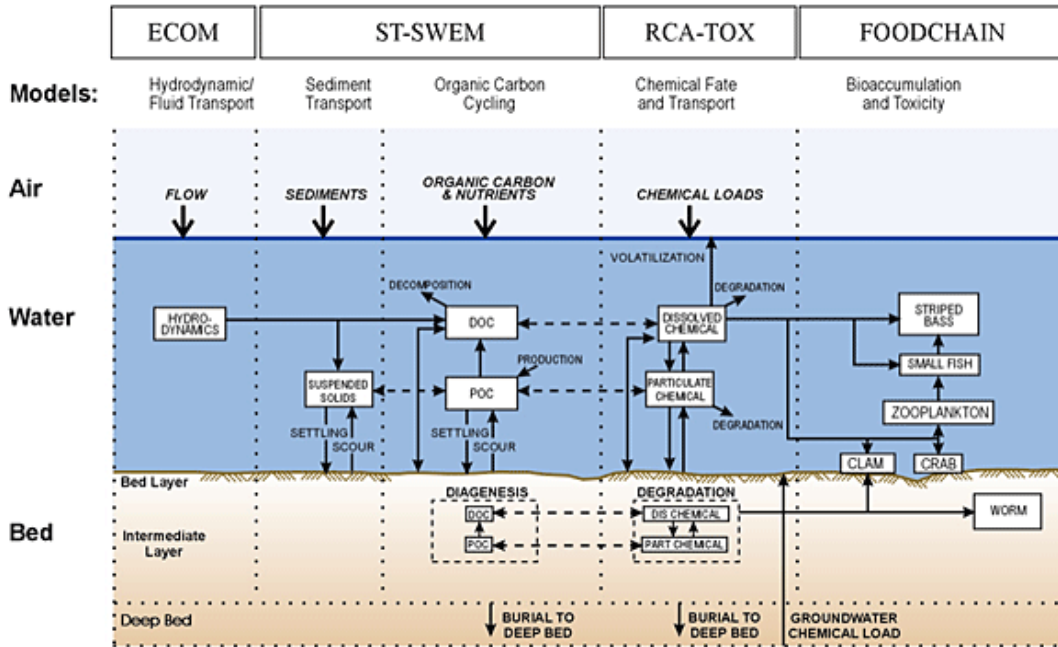 ECOM
ST-SWEM
RCA-TOX
FOODCHAIN
Models:
Hydrodynamic/
Fluid Transport
Sediment
Transport
Organic Carbon
Cycling
Chemical Fate
and Transport
Bioaccumulation
and Toxicity
Air
FLOW
SEDIMENTS
ORGANIC CARBON
& NUTRIENTS
CHEMICAL LOADS
Water
VOLATILIZATION
DECOMPOSITION
DEGRADATION
HYDRO-
DYNAMICS
DOC
DISSOLVED
CHEMICAL
STRIPED
BASS
PRODUCTION
SMALL FISH
SUSPENDED
SOLIDS
POC
PARTICULATE
CHEMICAL
ZOOPLANKTON
DEGRADATION
SETTLING
SCOUR
SETTLING
SCOUR
CLAM
CRAB
Bed Layer
DIAGENESIS
DEGRADATION
Bed
DOC
DIS CHEMICAL
WORM
Intermediate
Layer
POC
PART CHEMICAL
Deep Bed
BURIAL TO
DEEP BED
BURIAL TO
DEEP BED
GROUNDWATER
CHEMICAL LOAD